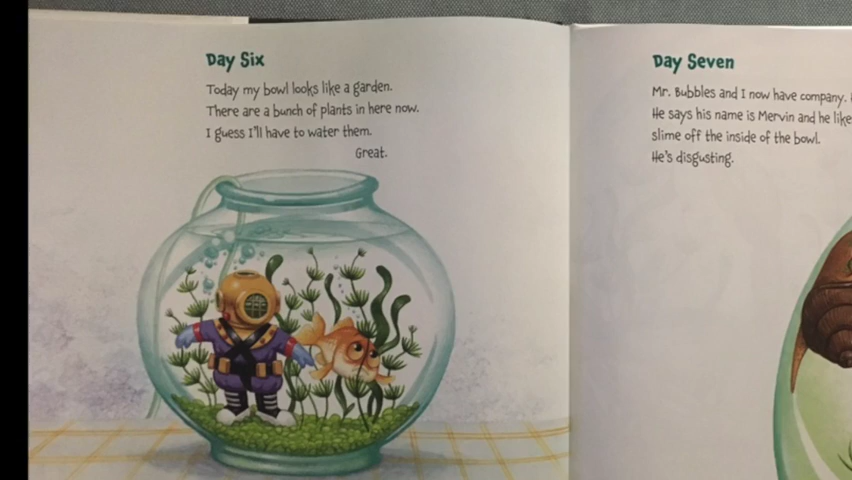 Day Six
Today my bowl looks like a garden.
There are a bunch of plants in here now.
I guess I'll have to water them.
Great.
Day Seven
Mr. Bubbles and I now have company.
He says his name is Mervin and he like
slime off the inside of the bowl.
He's disgusting.